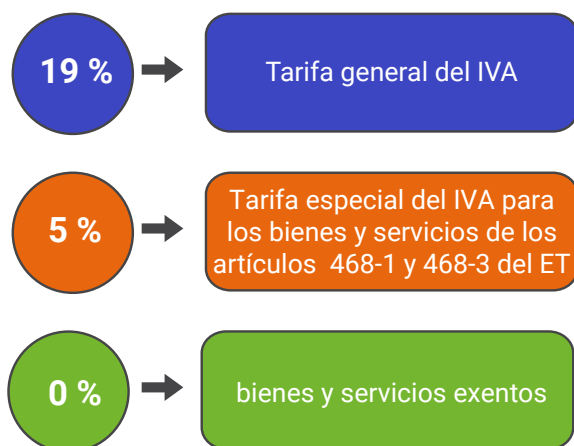 19 %
Tarifa general del IVA
5 %
Tarifa especial del IVA para
los bienes y servicios de los
artículos 468-1 y 468-3 del ET
0 %
bienes y servicios exentos